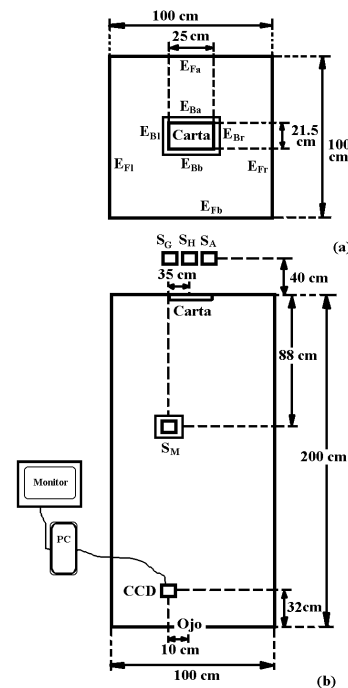 100 cm
25 cm
E_Fa
E_Ba
E_Bl Carta E_Br
21.5 cm
100 cm
E_Fl E_Bb E_Fr
E_Fb
(a)
S_G S_H S_A
35 cm
40 cm
Carta
88 cm
S_M
200 cm
Monitor
PC
CCD
32cm
Ojo
10 cm
100 cm
(b)